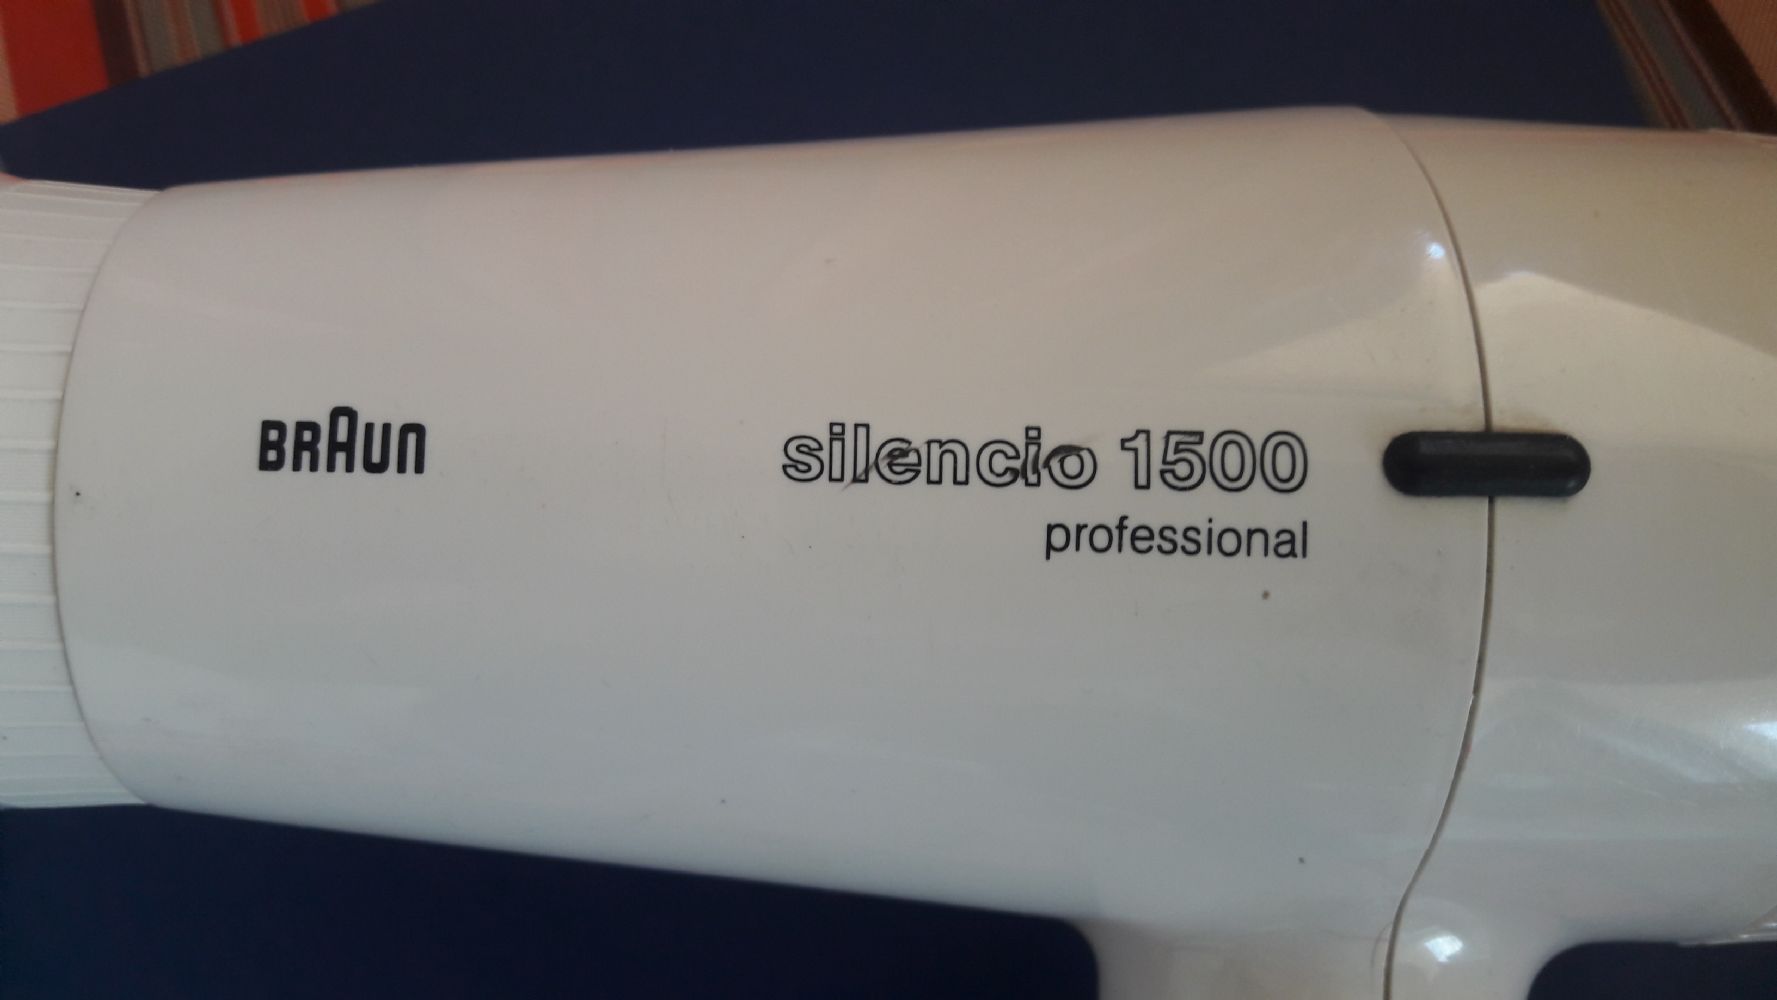 BRAUN
silencio 1500
professional